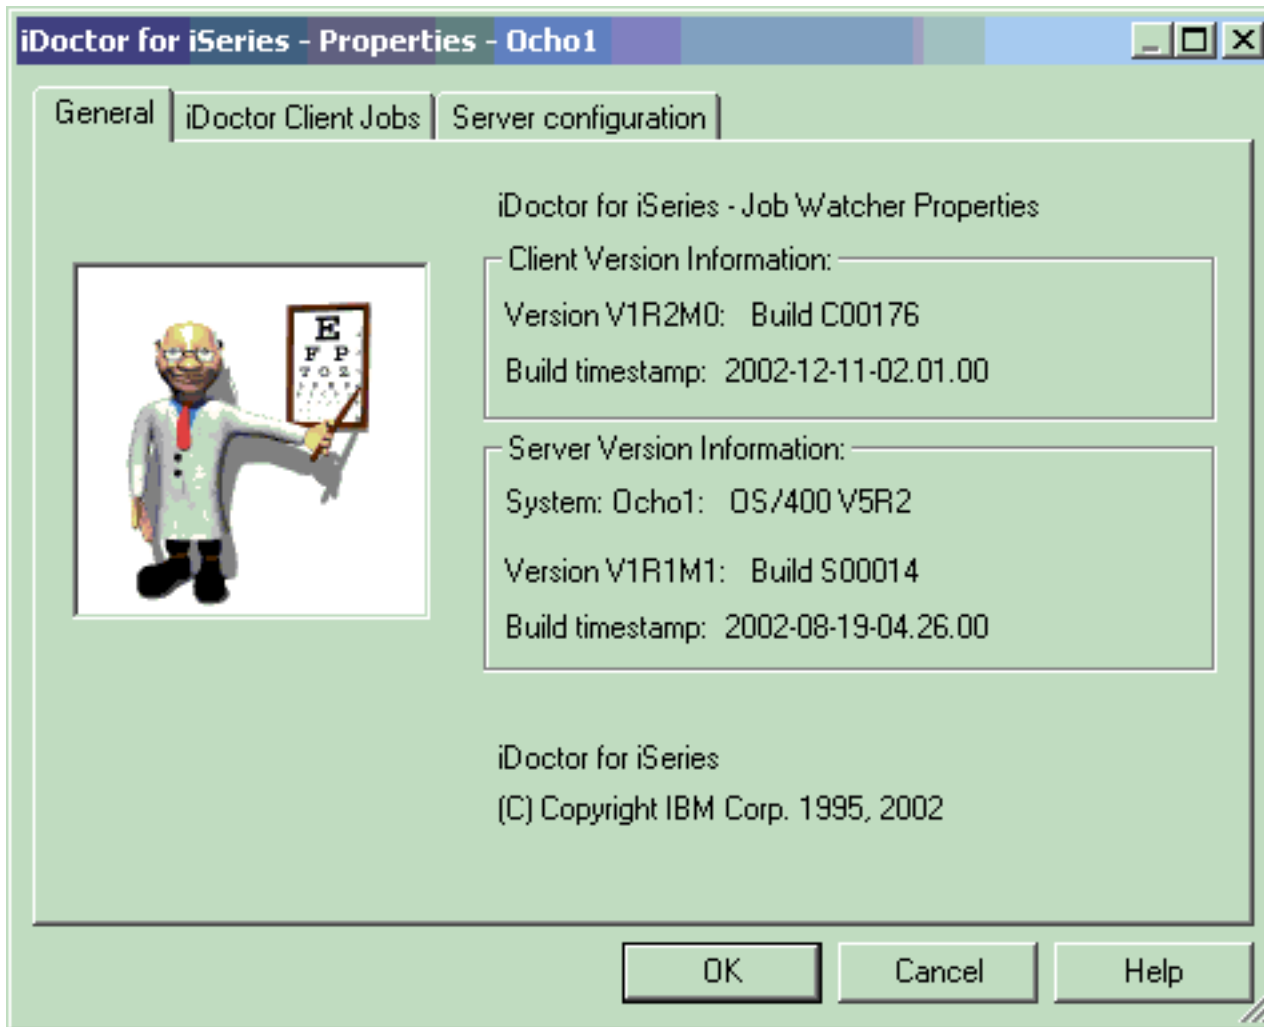 iDoctor for iSeries - Properties - Ocho1
General iDoctor Client Jobs Server configuration
iDoctor for iSeries - Job Watcher Properties
Client Version Information:
Version V1R2M0: Build C00176
Build timestamp: 2002-12-11-02.01.00
Server Version Information:
System: Ocho1: OS/400 V5R2
Version V1R1M1: Build S00014
Build timestamp: 2002-08-19-04.26.00
E
F P
T O Z
iDoctor for iSeries
(C) Copyright IBM Corp. 1995, 2002
OK Cancel Help